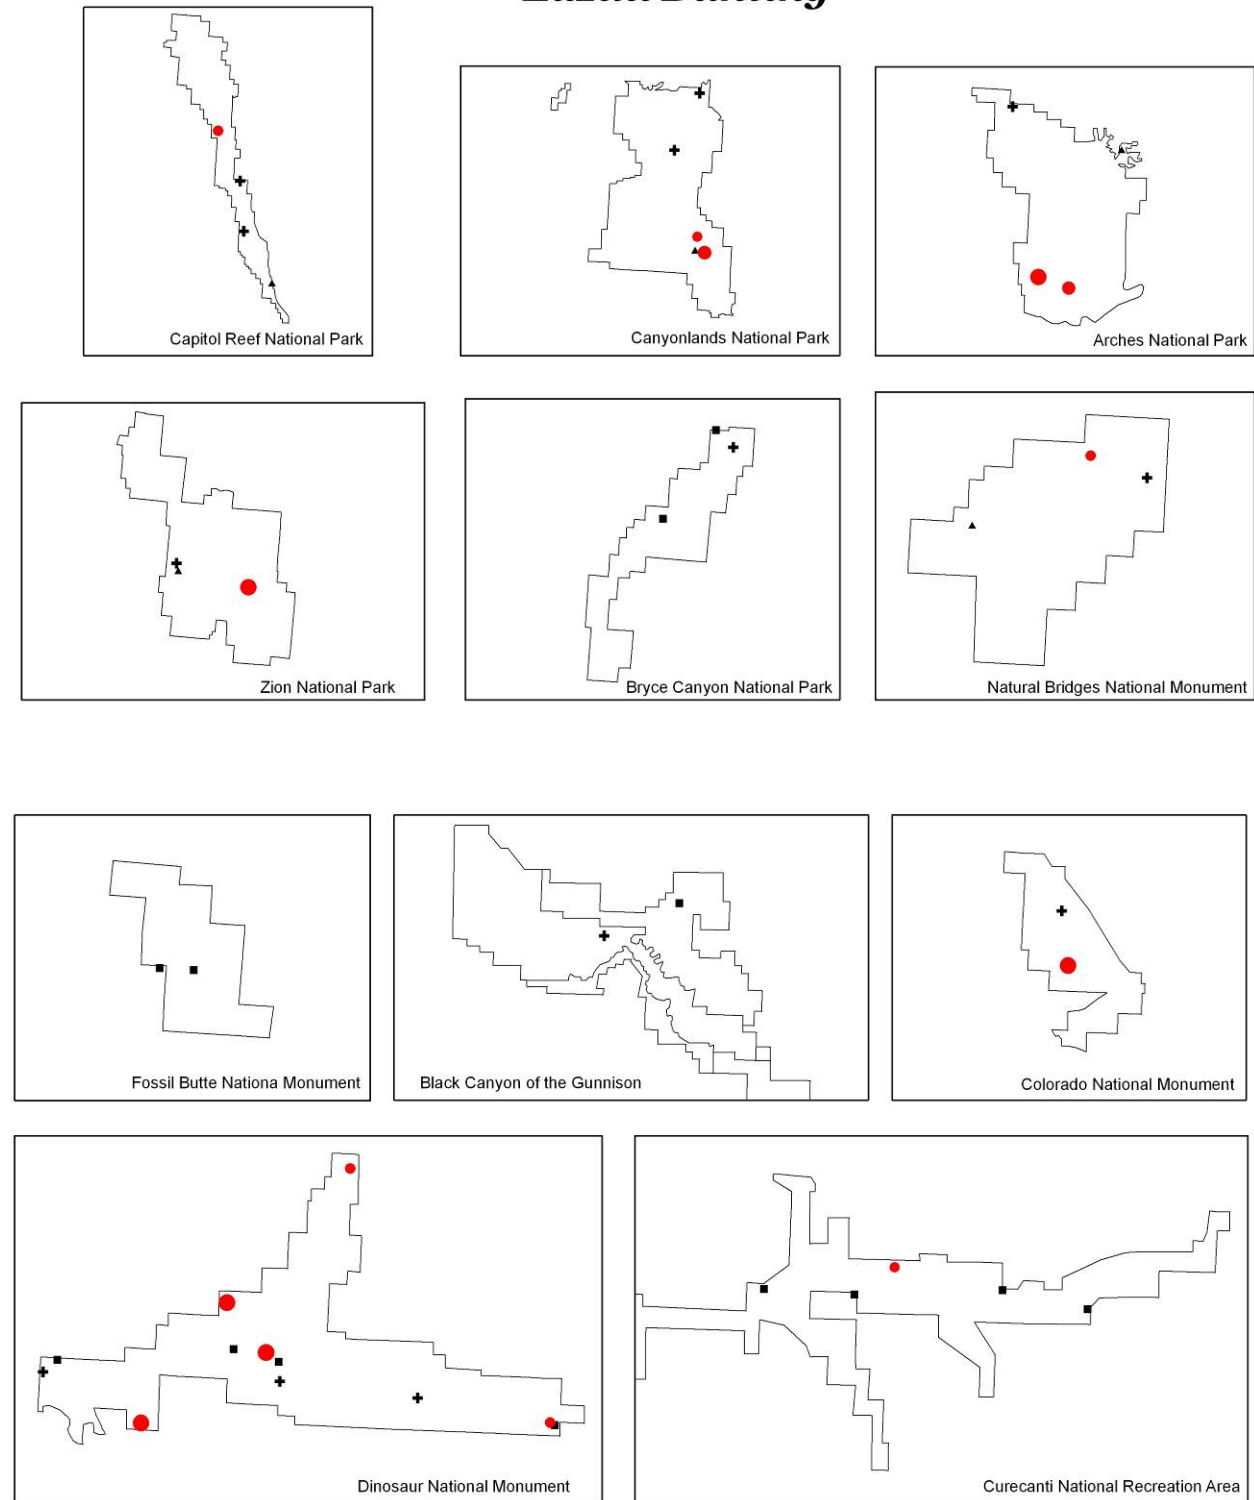 Lazuli Bunting
Capitol Reef National Park
Canyonlands National Park
Arches National Park
Zion National Park
Bryce Canyon National Park
Natural Bridges National Monument
Fossil Butte Nationa Monument
Black Canyon of the Gunnison
Colorado National Monument
Dinosaur National Monument
Curecanti National Recreation Area